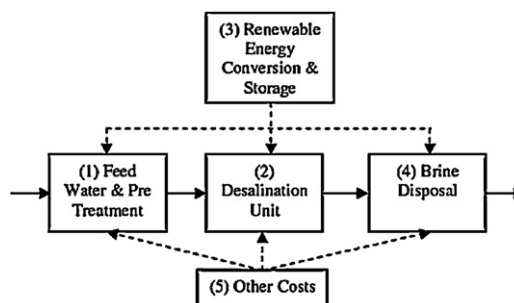 (3) Renewable
Energy
Conversion &
Storage
(1) Feed
Water & Pre
Treatment
(2)
Desalination
Unit
(4) Brine
Disposal
(5) Other Costs